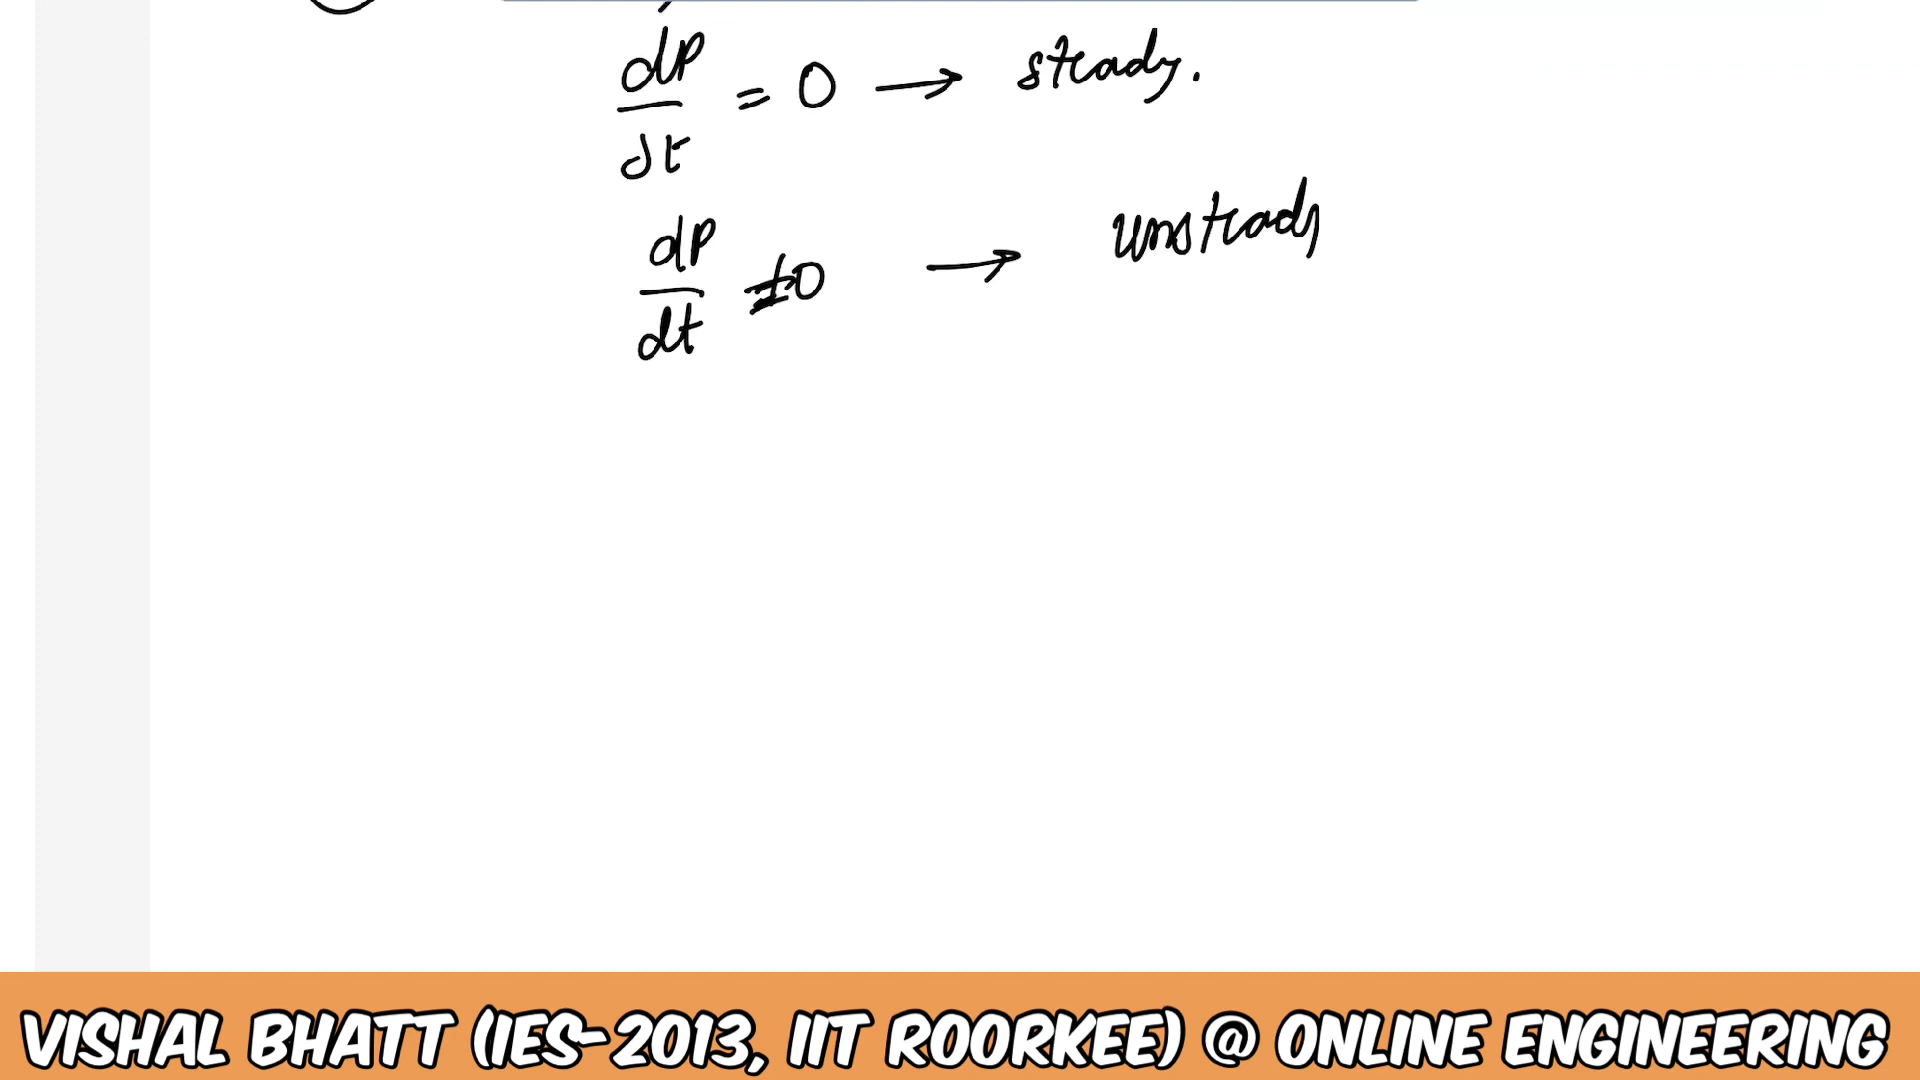 dP/dt = 0 → steady.
dP/dt ≠ 0 → unsteady
VISHAL BHATT (IES-2013, IIT ROORKEE) @ ONLINE ENGINEERING